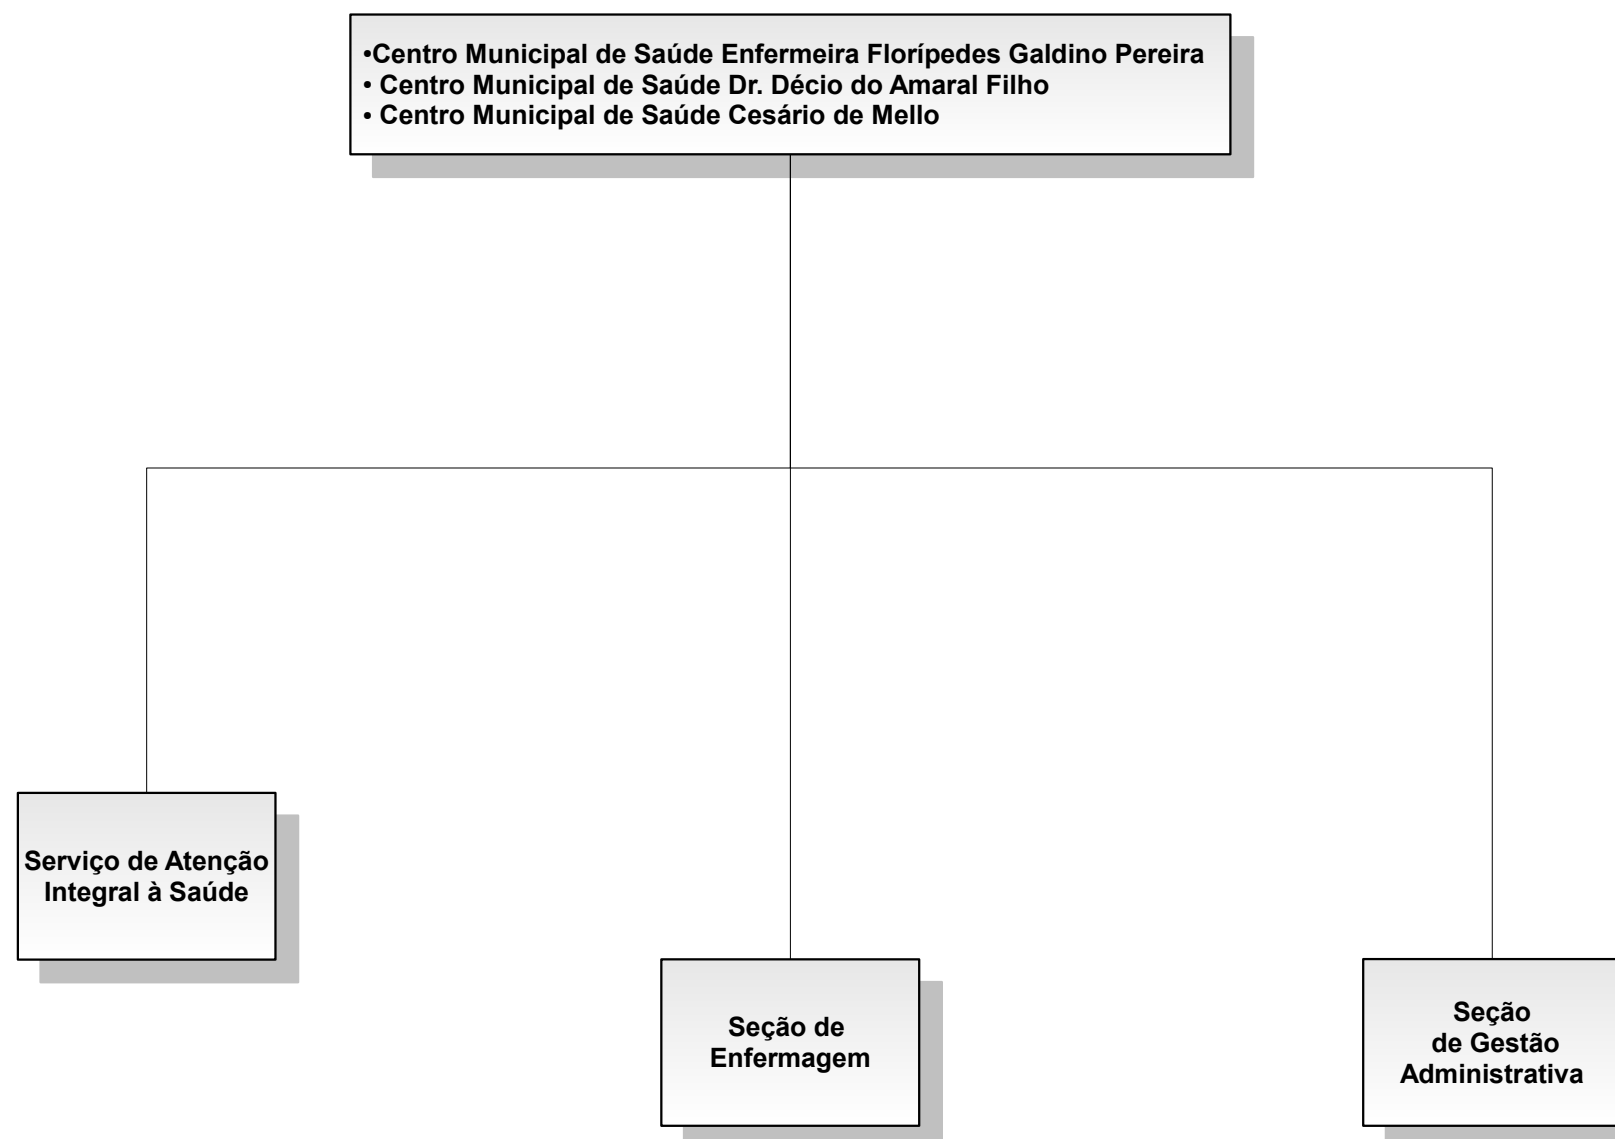 •Centro Municipal de Saúde Enfermeira Florípedes Galdino Pereira
• Centro Municipal de Saúde Dr. Décio do Amaral Filho
• Centro Municipal de Saúde Cesário de Mello
Serviço de Atenção
Integral à Saúde
Seção de
Enfermagem
Seção
de Gestão
Administrativa